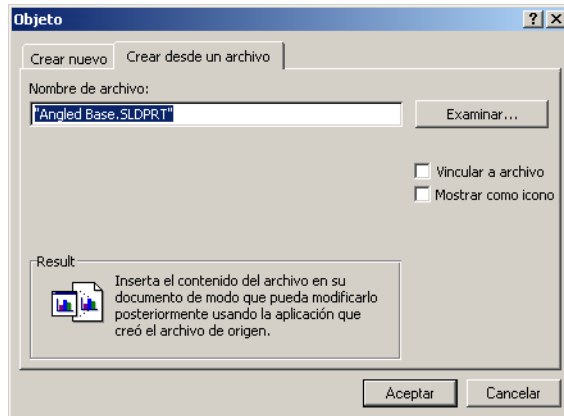 Objeto
Crear nuevo
Crear desde un archivo
Nombre de archivo:
"Angled Base.SLDPRT"
Examinar...
Vincular a archivo
Mostrar como icono
Result
Inserta el contenido del archivo en su
documento de modo que pueda modificarlo
posteriormente usando la aplicación que
creó el archivo de origen.
Aceptar
Cancelar